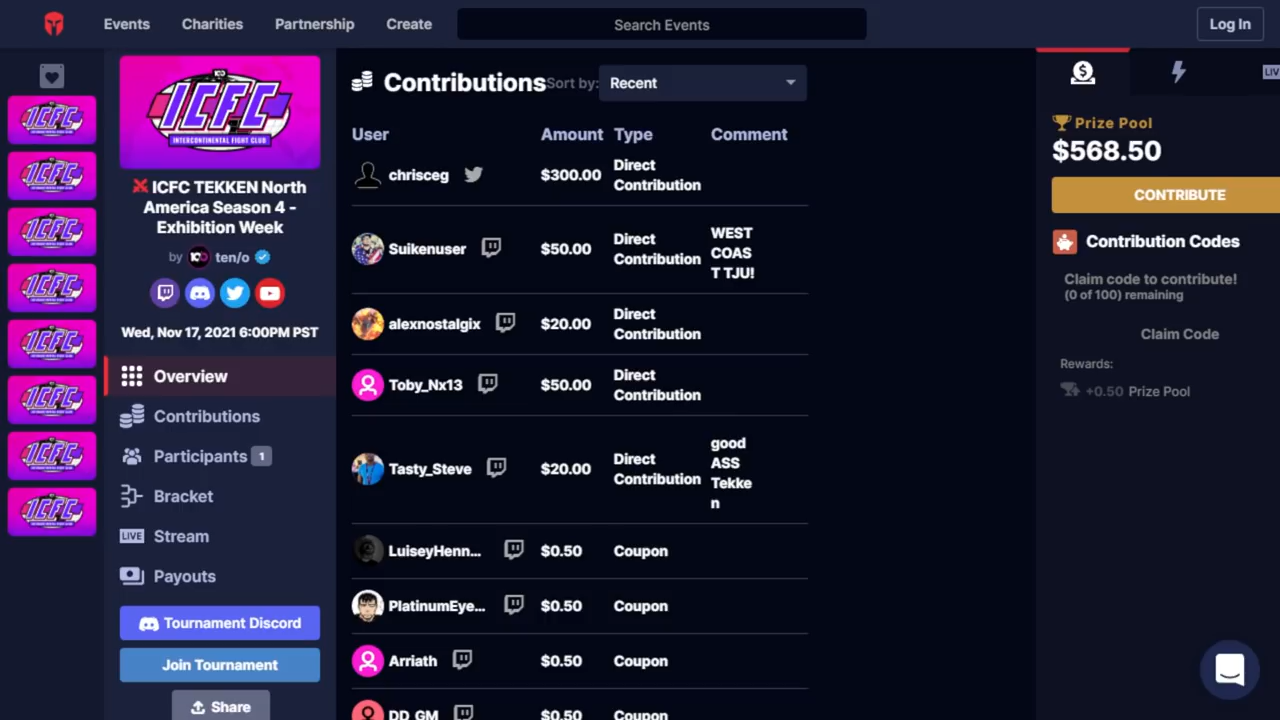 Events
Charities
Partnership
Create
Search Events
Log In
ICFC
INTERCONTINENTAL FIGHT CLUB
ICFC TEKKEN North
America Season 4 -
Exhibition Week
by ten/o
Wed, Nov 17, 2021 6:00PM PST
Overview
Contributions
Participants 1
Bracket
LIVE Stream
Payouts
Tournament Discord
Join Tournament
Share
Contributions
Sort by: Recent
User Amount Type Comment
chrisceg $300.00 Direct
Contribution
Suikenuser $50.00 Direct
Contribution
WEST
COAS
T TJU!
alexnostalgix $20.00 Direct
Contribution
Toby_Nx13 $50.00 Direct
Contribution
Tasty_Steve $20.00 Direct
Contribution
good
ASS
Tekke
n
LuiseyHenn... $0.50 Coupon
PlatinumEye... $0.50 Coupon
Arriath $0.50 Coupon
DD_GM $0.50 Coupon
LIV
Prize Pool
$568.50
CONTRIBUTE
Contribution Codes
Claim code to contribute!
(0 of 100) remaining
Claim Code
Rewards:
+0.50 Prize Pool